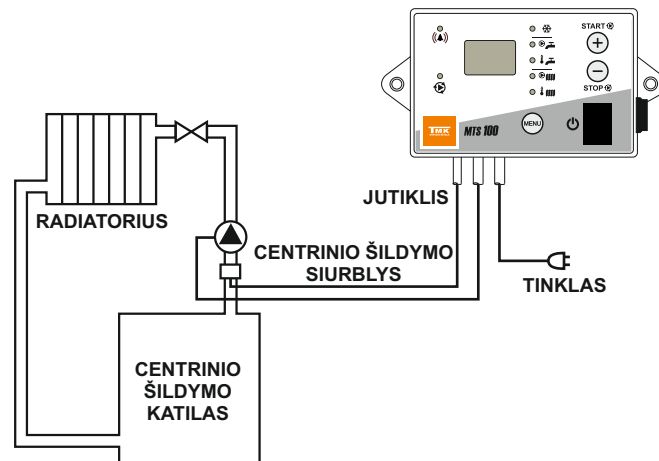 START
STOP
MENU
TMK
MTS 100
JUTIKLIS
RADIATORIUS
CENTRINIO ŠILDYMO
SIURBLYS
TINKLAS
CENTRINIO
ŠILDYMO
KATILAS